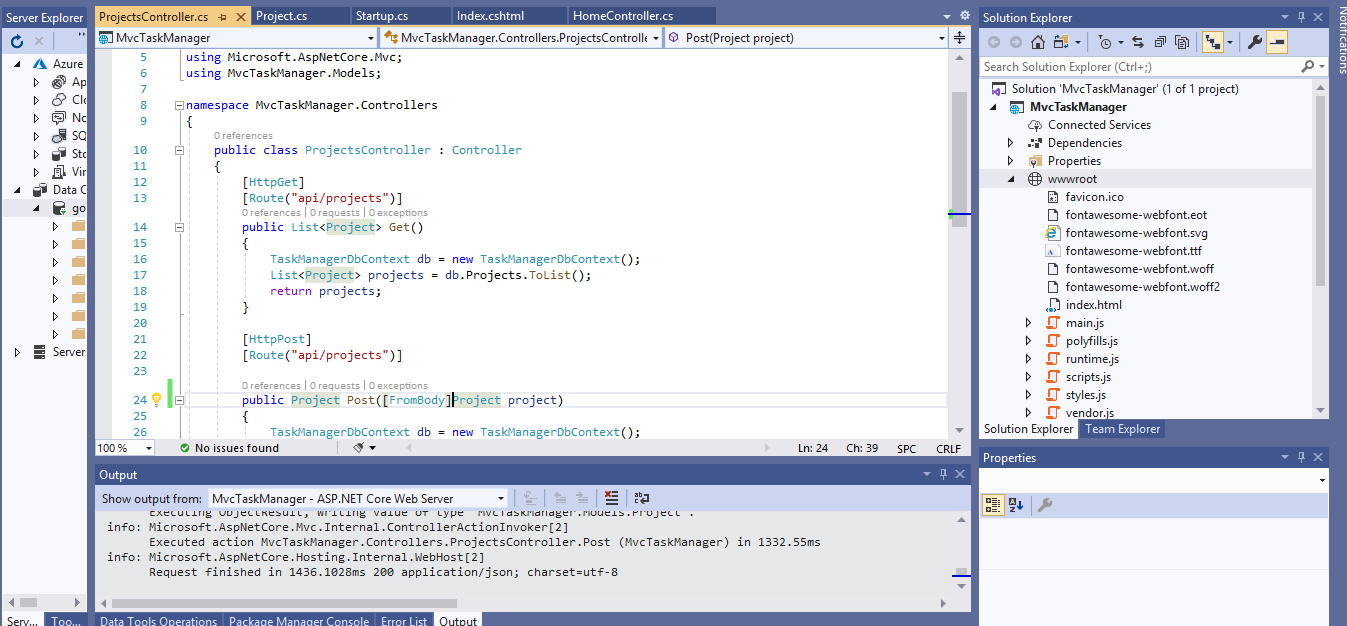 Server Explorer
Azure
Ap
Clo
No
SQ
Sto
Vir
Data C
go
Server
Serv...
Too...
ProjectsController.cs
Project.cs
Startup.cs
Index.cshtml
HomeController.cs
MvcTaskManager
MvcTaskManager.Controllers.ProjectsControlle
Post(Project project)
5 using Microsoft.AspNetCore.Mvc;
6 using MvcTaskManager.Models;
7
8 namespace MvcTaskManager.Controllers
9 {
0 references
10 public class ProjectsController : Controller
11 {
12 [HttpGet]
13 [Route("api/projects")]
0 references | 0 requests | 0 exceptions
14 public List<Project> Get()
15 {
16 TaskManagerDbContext db = new TaskManagerDbContext();
17 List<Project> projects = db.Projects.ToList();
18 return projects;
19 }
20
21 [HttpPost]
22 [Route("api/projects")]
23
0 references | 0 requests | 0 exceptions
24 public Project Post([FromBody]Project project)
25 {
26 TaskManagerDbContext db = new TaskManagerDbContext();
100 %
No issues found
Ln: 24
Ch: 39
SPC
CRLF
Output
Show output from: MvcTaskManager - ASP.NET Core Web Server
Executing ObjectResult, writing value of type 'MvcTaskManager.Models.Project'.
info: Microsoft.AspNetCore.Mvc.Internal.ControllerActionInvoker[2]
Executed action MvcTaskManager.Controllers.ProjectsController.Post (MvcTaskManager) in 1332.55ms
info: Microsoft.AspNetCore.Hosting.Internal.WebHost[2]
Request finished in 1436.1028ms 200 application/json; charset=utf-8
Data Tools Operations
Package Manager Console
Error List
Output
Solution Explorer
Search Solution Explorer (Ctrl+;)
Solution 'MvcTaskManager' (1 of 1 project)
MvcTaskManager
Connected Services
Dependencies
Properties
wwwroot
favicon.ico
fontawesome-webfont.eot
fontawesome-webfont.svg
fontawesome-webfont.ttf
fontawesome-webfont.woff
fontawesome-webfont.woff2
index.html
main.js
polyfills.js
runtime.js
scripts.js
styles.js
vendor.js
Solution Explorer
Team Explorer
Properties
Notifications